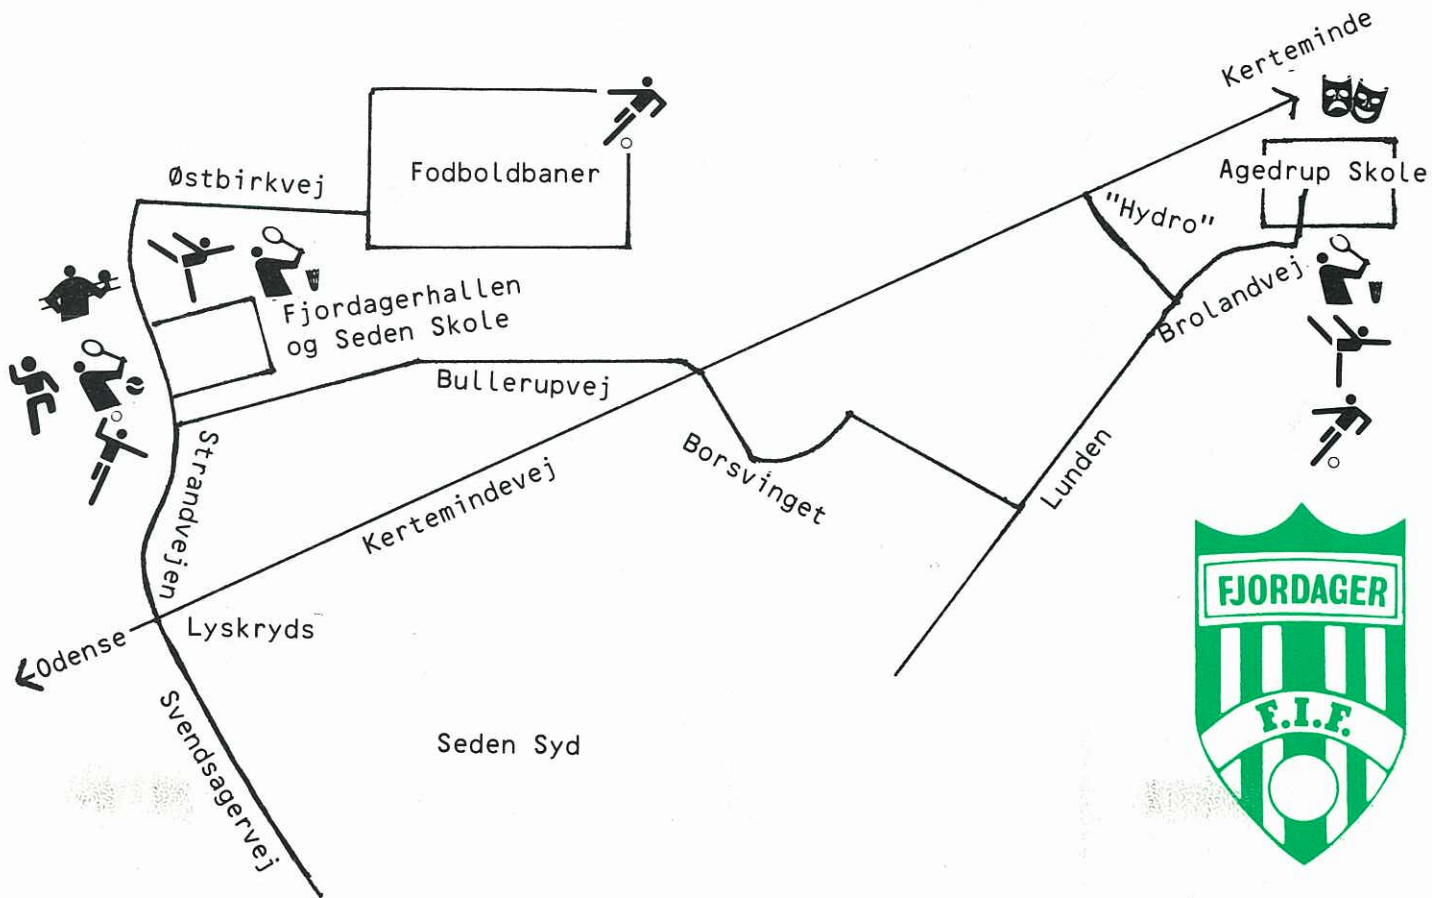 Kerteminde
Østbirkvej
Fodboldbaner
Agedrup Skole
"Hydro"
Fjordagerhallen
og Seden Skole
Brolandvej
Bullerupvej
Strandvejen
Kertemindevej
Borsvinget
Lunden
FJORDAGER
Lyskryds
Odense
F.I.F.
Svendsagervej
Seden Syd